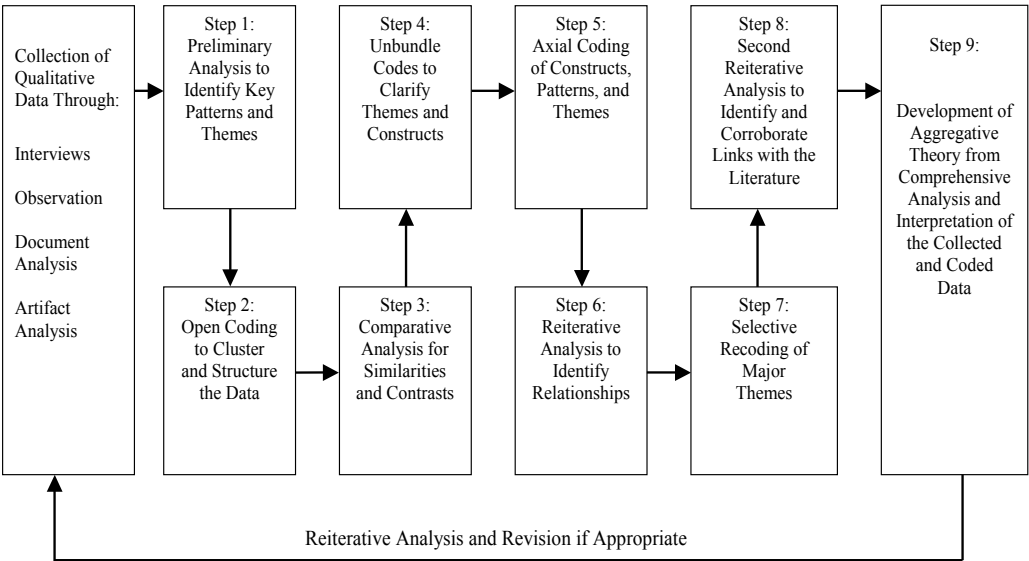 Collection of
Qualitative
Data Through:
Interviews
Observation
Document
Analysis
Artifact
Analysis
Step 1:
Preliminary
Analysis to
Identify Key
Patterns and
Themes
Step 2:
Open Coding
to Cluster
and Structure
the Data
Step 3:
Comparative
Analysis for
Similarities
and Contrasts
Step 4:
Unbundle
Codes to
Clarify
Themes and
Constructs
Step 5:
Axial Coding
of Constructs,
Patterns, and
Themes
Step 6:
Reiterative
Analysis to
Identify
Relationships
Step 7:
Selective
Recoding of
Major
Themes
Step 8:
Second
Reiterative
Analysis to
Identify and
Corroborate
Links with the
Literature
Step 9:
Development of
Aggregative
Theory from
Comprehensive
Analysis and
Interpretation of
the Collected
and Coded
Data
Reiterative Analysis and Revision if Appropriate